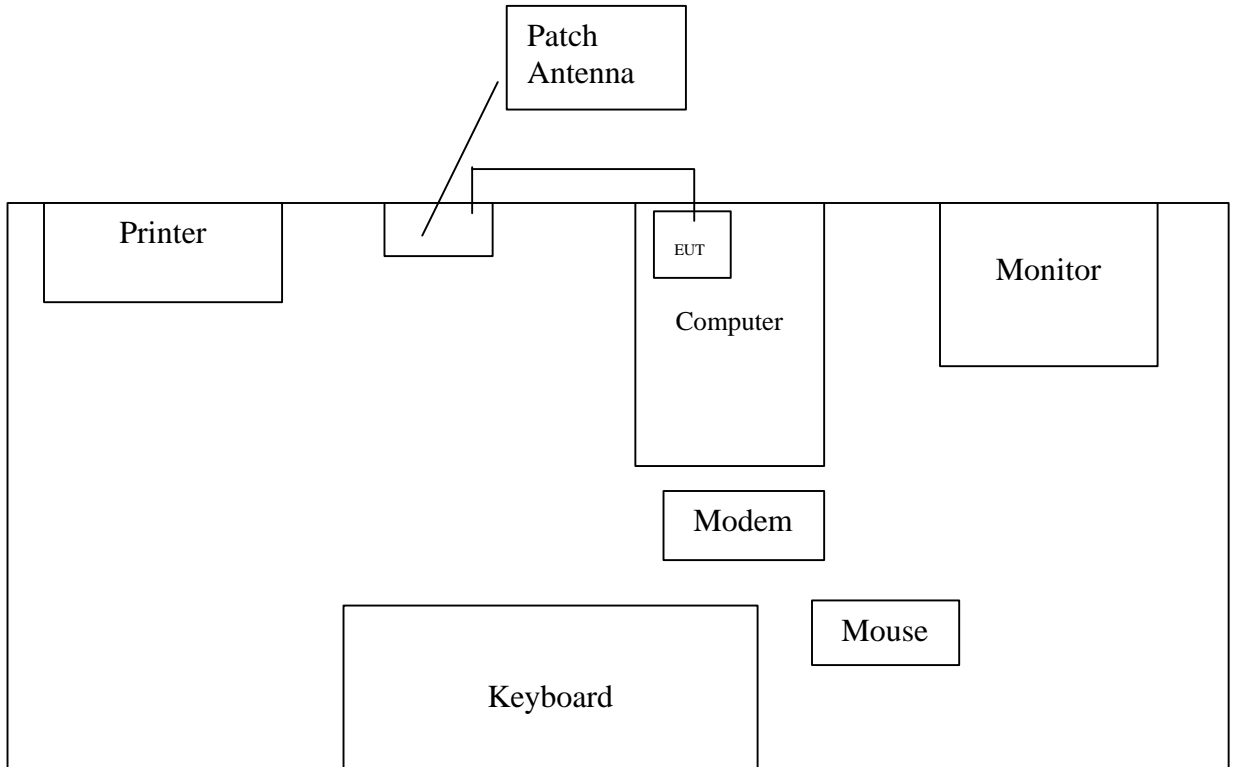 Patch
Antenna
Printer
EUT
Monitor
Computer
Modem
Mouse
Keyboard